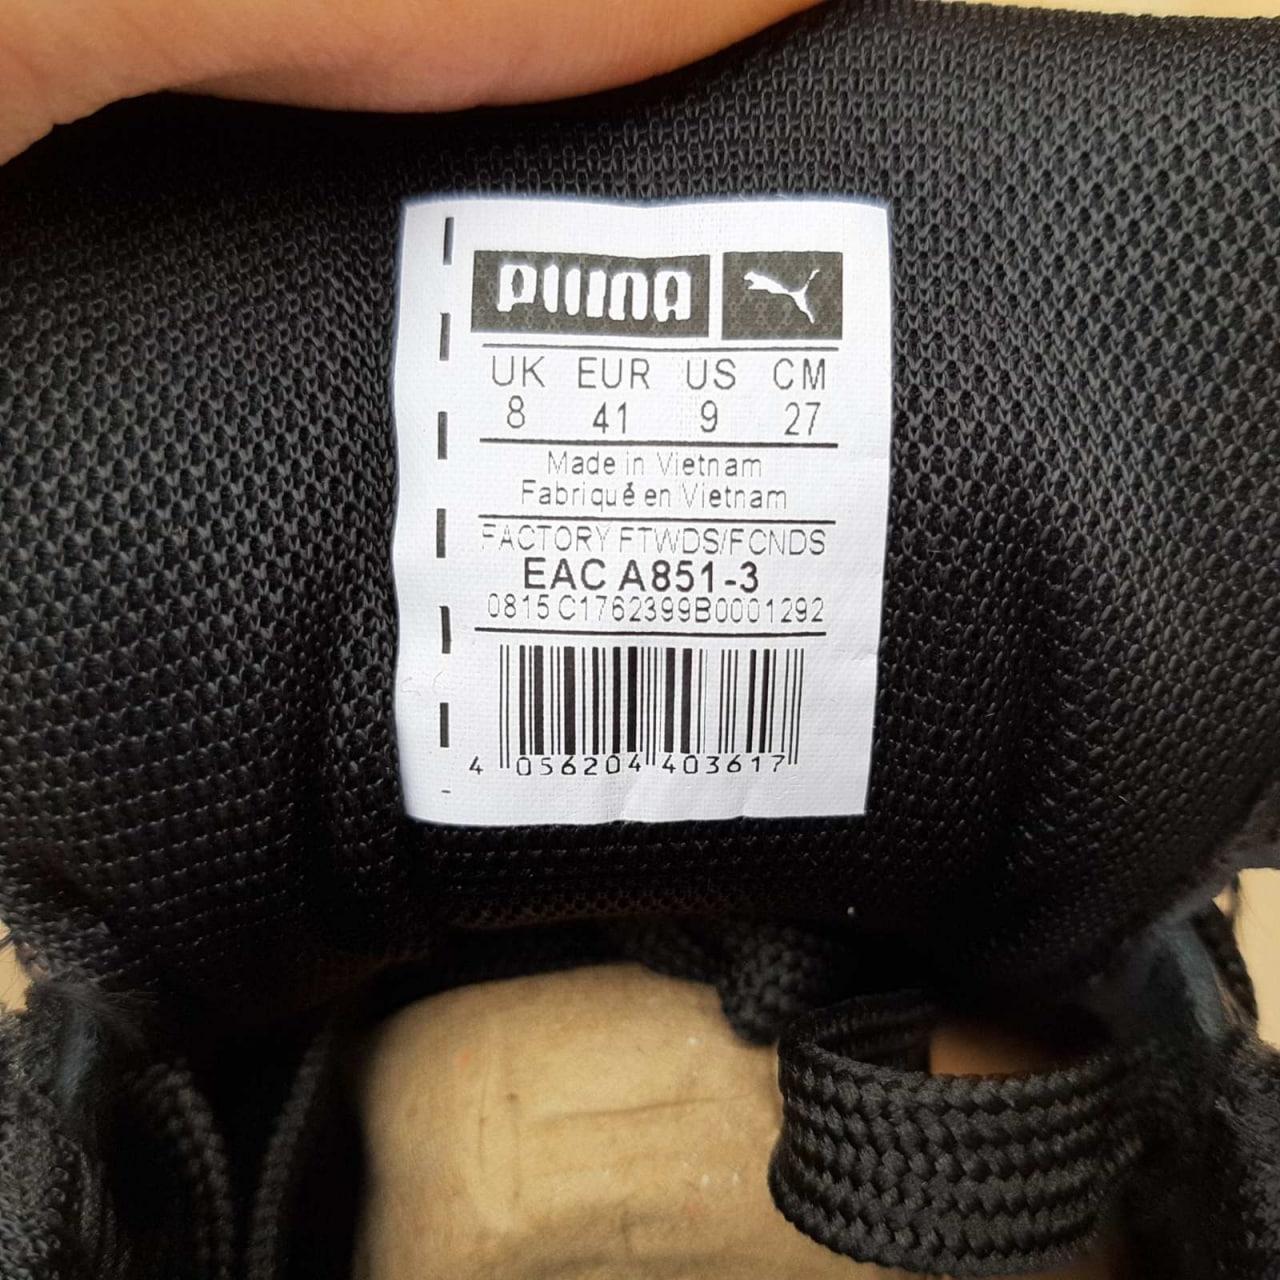 PUMA
UK EUR US CM
8 41 9 27
Made in Vietnam
Fabriqué en Vietnam
FACTORY FTWDS/FCNDS
EAC A851-3
0815 C1762399B0001292
4 056204 403617